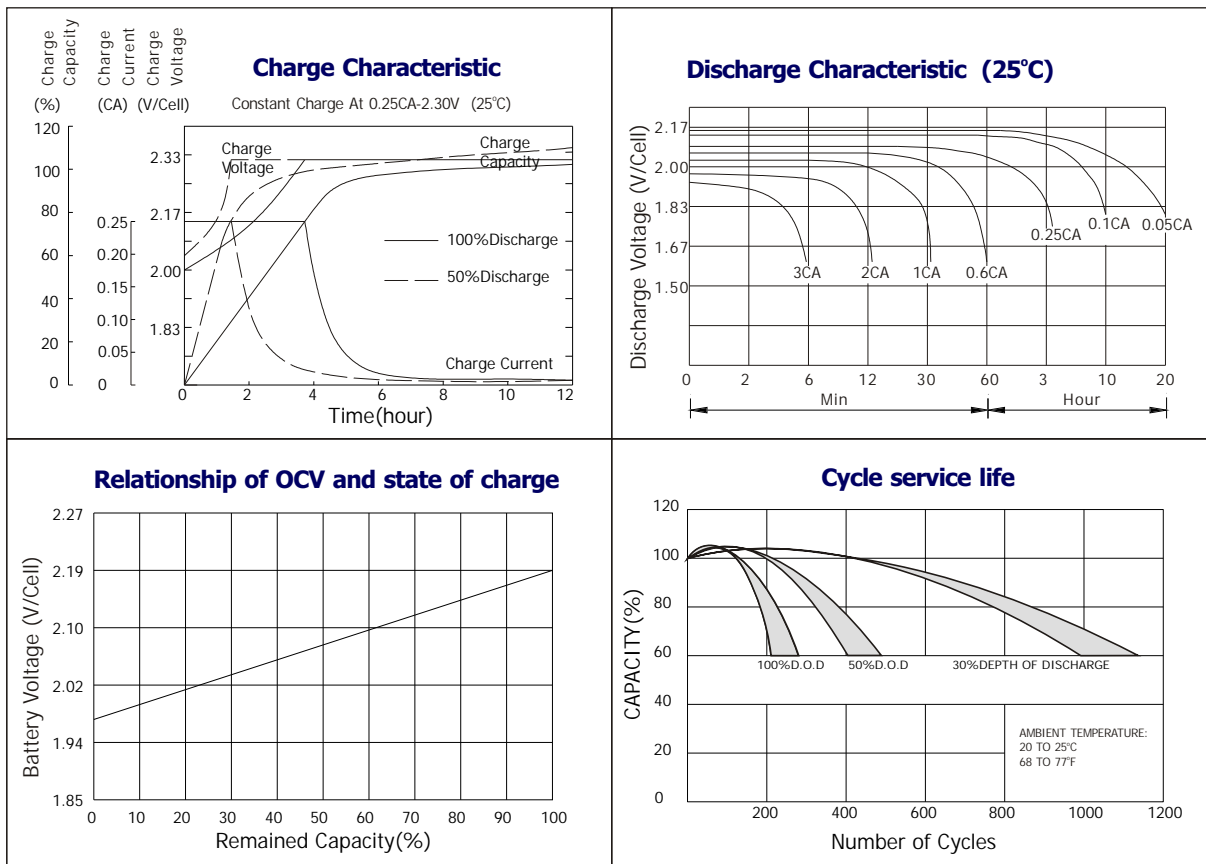 Charge
Capacity
Charge
Current
Charge
Voltage
(%)
(CA)
(V/Cell)
Charge Characteristic
Constant Charge At 0.25CA-2.30V (25°C)
120
100
80
60
40
20
0
0.25
0.20
0.15
0.10
0.05
0
2.33
2.17
2.00
1.83
Charge
Voltage
Charge
Capacity
100%Discharge
50%Discharge
Charge Current
0 2 4 6 8 10 12
Time(hour)
Discharge Characteristic (25°C)
Discharge Voltage (V/Cell)
2.17
2.00
1.83
1.67
1.50
3CA
2CA
1CA
0.6CA
0.25CA
0.1CA
0.05CA
0 2 6 12 30 60 3 10 20
Min
Hour
Relationship of OCV and state of charge
Battery Voltage (V/Cell)
2.27
2.19
2.10
2.02
1.94
1.85
0 10 20 30 40 50 60 70 80 90 100
Remained Capacity(%)
Cycle service life
CAPACITY(%)
120
100
80
60
40
20
0
100%D.O.D
50%D.O.D
30%DEPTH OF DISCHARGE
AMBIENT TEMPERATURE:
20 TO 25°C
68 TO 77°F
200 400 600 800 1000 1200
Number of Cycles